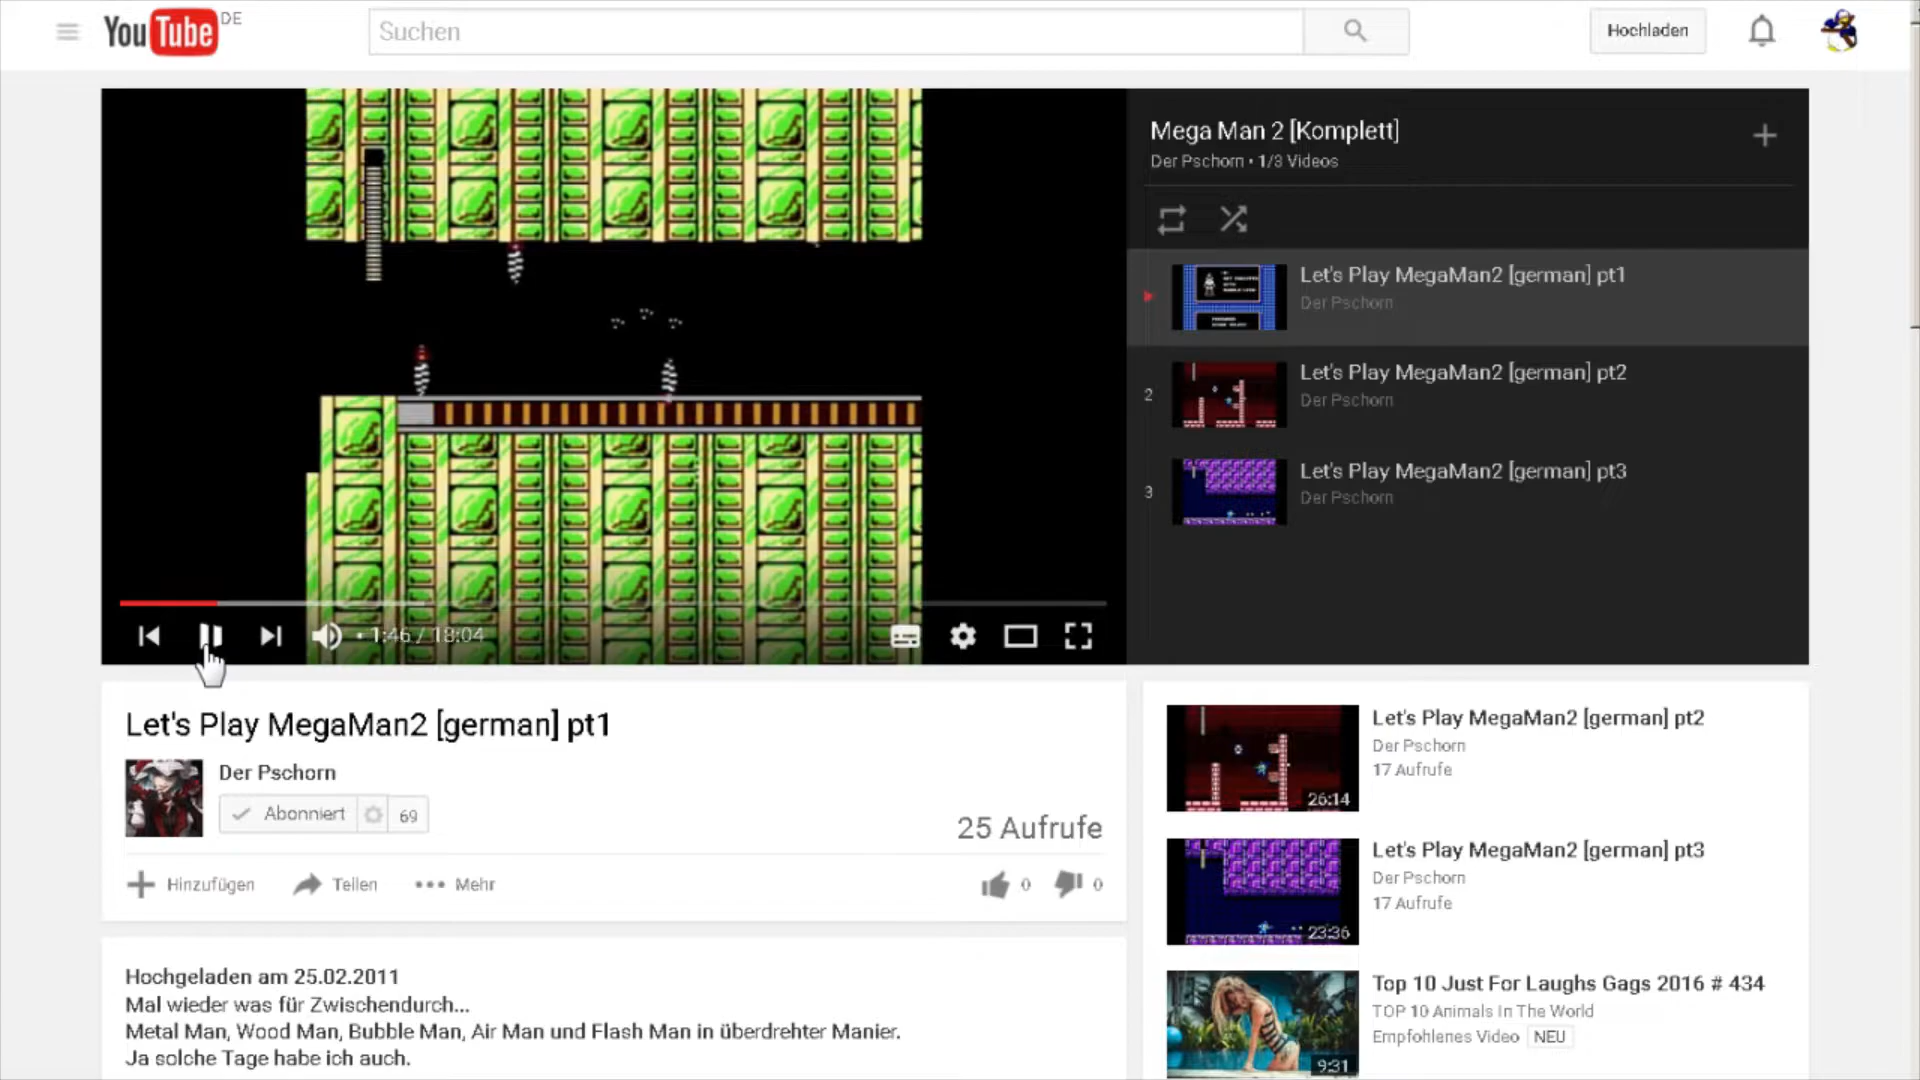 YouTube DE
Suchen
Hochladen
Mega Man 2 [Komplett]
Der Pschorn • 1/3 Videos
Let's Play MegaMan2 [german] pt1
Der Pschorn
2
Let's Play MegaMan2 [german] pt2
Der Pschorn
3
Let's Play MegaMan2 [german] pt3
Der Pschorn
1:46 / 18:04
Let's Play MegaMan2 [german] pt1
Der Pschorn
Abonniert 69
25 Aufrufe
Hinzufügen Teilen Mehr
0 0
Hochgeladen am 25.02.2011
Mal wieder was für Zwischendurch...
Metal Man, Wood Man, Bubble Man, Air Man und Flash Man in überdrehter Manier.
Ja solche Tage habe ich auch.
Let's Play MegaMan2 [german] pt2
Der Pschorn
17 Aufrufe
26:14
Let's Play MegaMan2 [german] pt3
Der Pschorn
17 Aufrufe
23:36
Top 10 Just For Laughs Gags 2016 # 434
TOP 10 Animals In The World
Empfohlenes Video NEU
9:31